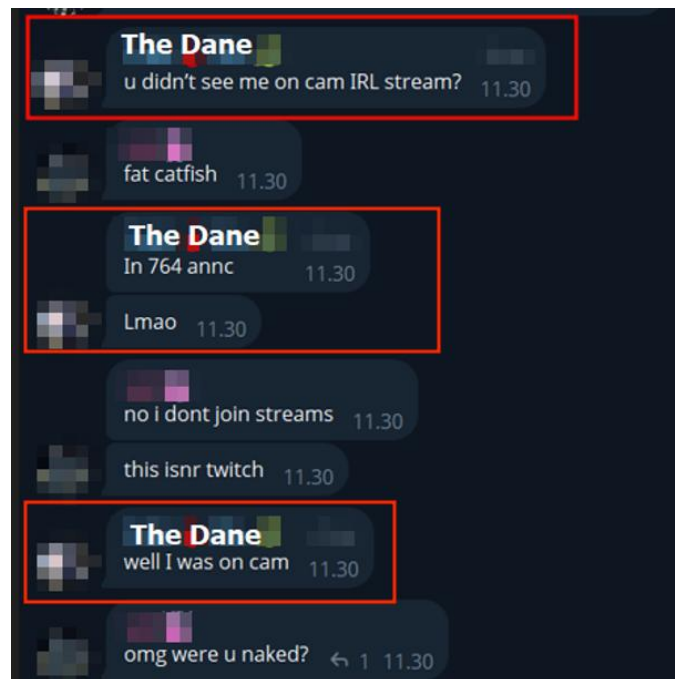 The Dane
u didn't see me on cam IRL stream? 11.30
fat catfish 11.30
The Dane
In 764 annc 11.30
Lmao 11.30
no i dont join streams 11.30
this isnr twitch 11.30
The Dane
well I was on cam 11.30
omg were u naked? 1 11.30